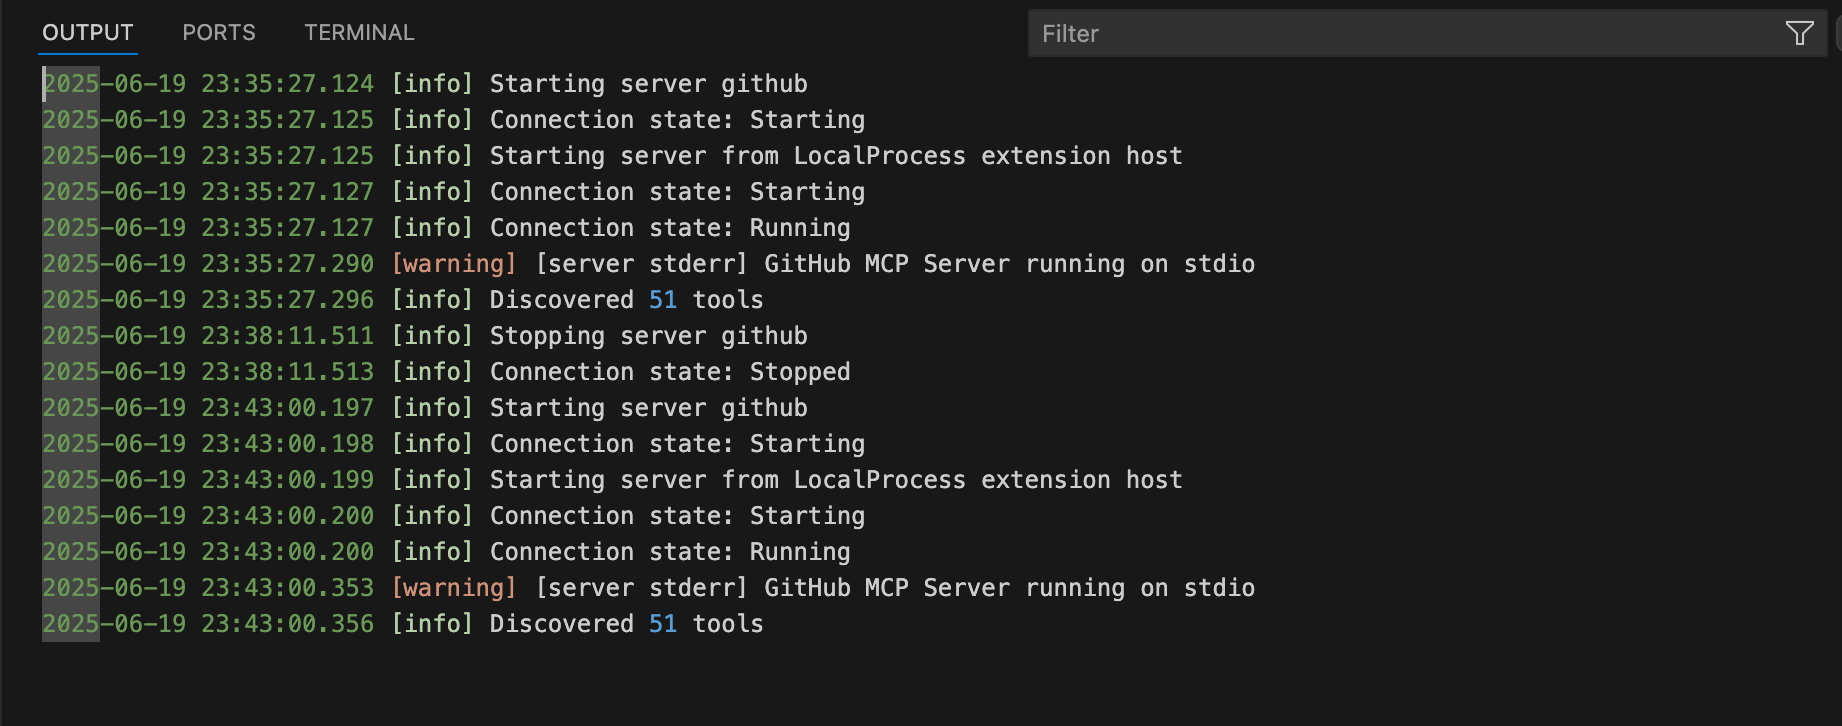 OUTPUT PORTS TERMINAL Filter
2025-06-19 23:35:27.124 [info] Starting server github
2025-06-19 23:35:27.125 [info] Connection state: Starting
2025-06-19 23:35:27.125 [info] Starting server from LocalProcess extension host
2025-06-19 23:35:27.127 [info] Connection state: Starting
2025-06-19 23:35:27.127 [info] Connection state: Running
2025-06-19 23:35:27.290 [warning] [server stderr] GitHub MCP Server running on stdio
2025-06-19 23:35:27.296 [info] Discovered 51 tools
2025-06-19 23:38:11.511 [info] Stopping server github
2025-06-19 23:38:11.513 [info] Connection state: Stopped
2025-06-19 23:43:00.197 [info] Starting server github
2025-06-19 23:43:00.198 [info] Connection state: Starting
2025-06-19 23:43:00.199 [info] Starting server from LocalProcess extension host
2025-06-19 23:43:00.200 [info] Connection state: Starting
2025-06-19 23:43:00.200 [info] Connection state: Running
2025-06-19 23:43:00.353 [warning] [server stderr] GitHub MCP Server running on stdio
2025-06-19 23:43:00.356 [info] Discovered 51 tools